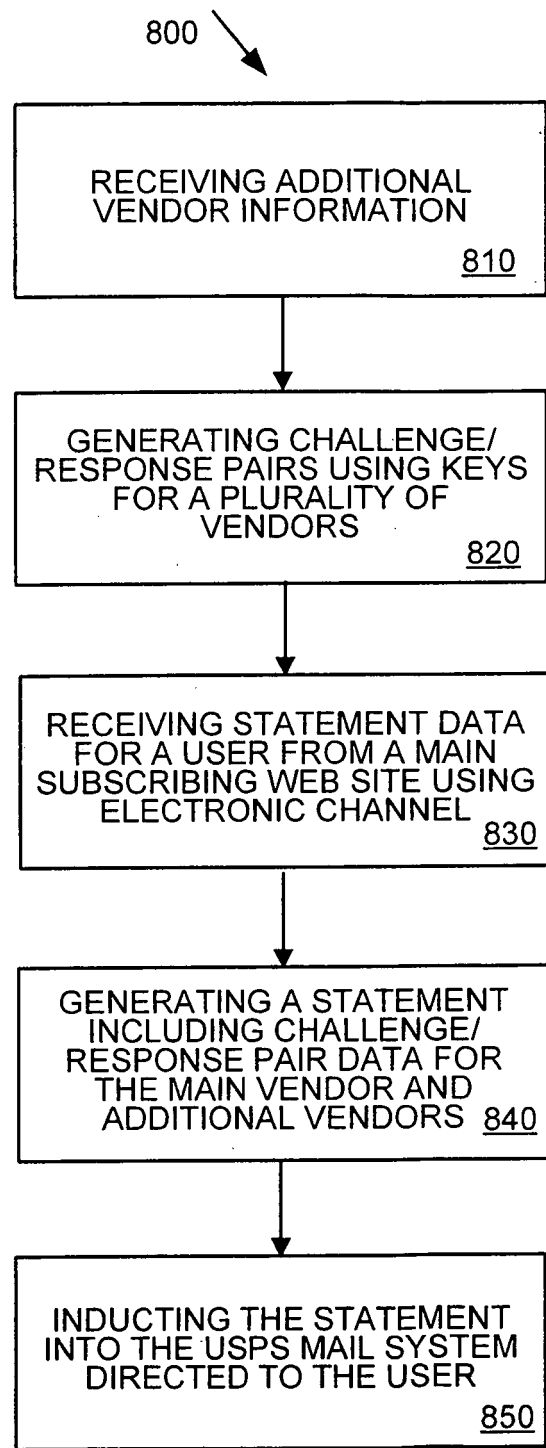 800
RECEIVING ADDITIONAL
VENDOR INFORMATION
810
GENERATING CHALLENGE/
RESPONSE PAIRS USING KEYS
FOR A PLURALITY OF
VENDORS
820
RECEIVING STATEMENT DATA
FOR A USER FROM A MAIN
SUBSCRIBING WEB SITE USING
ELECTRONIC CHANNEL
830
GENERATING A STATEMENT
INCLUDING CHALLENGE/
RESPONSE PAIR DATA FOR
THE MAIN VENDOR AND
ADDITIONAL VENDORS 840
INDUCTING THE STATEMENT
INTO THE USPS MAIL SYSTEM
DIRECTED TO THE USER
850